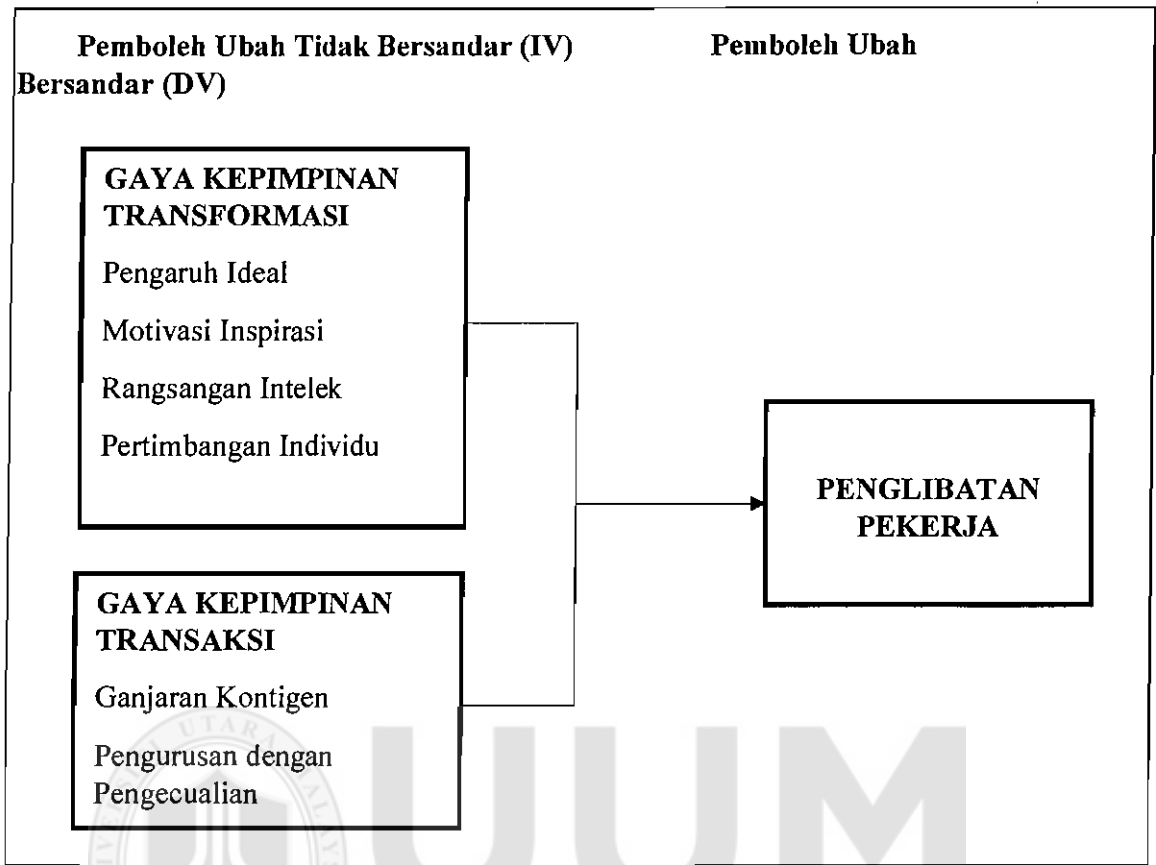 Pemboleh Ubah Tidak Bersandar (IV) Pemboleh Ubah
Bersandar (DV)
GAYA KEPIMPINAN
TRANSFORMASI
Pengaruh Ideal
Motivasi Inspirasi
Rangsangan Intelek
Pertimbangan Individu
PENGLIBATAN
PEKERJA
GAYA KEPIMPINAN
TRANSAKSI
Ganjaran Kontigen
Pengurusan dengan
Pengecualian
UTARA
UUM